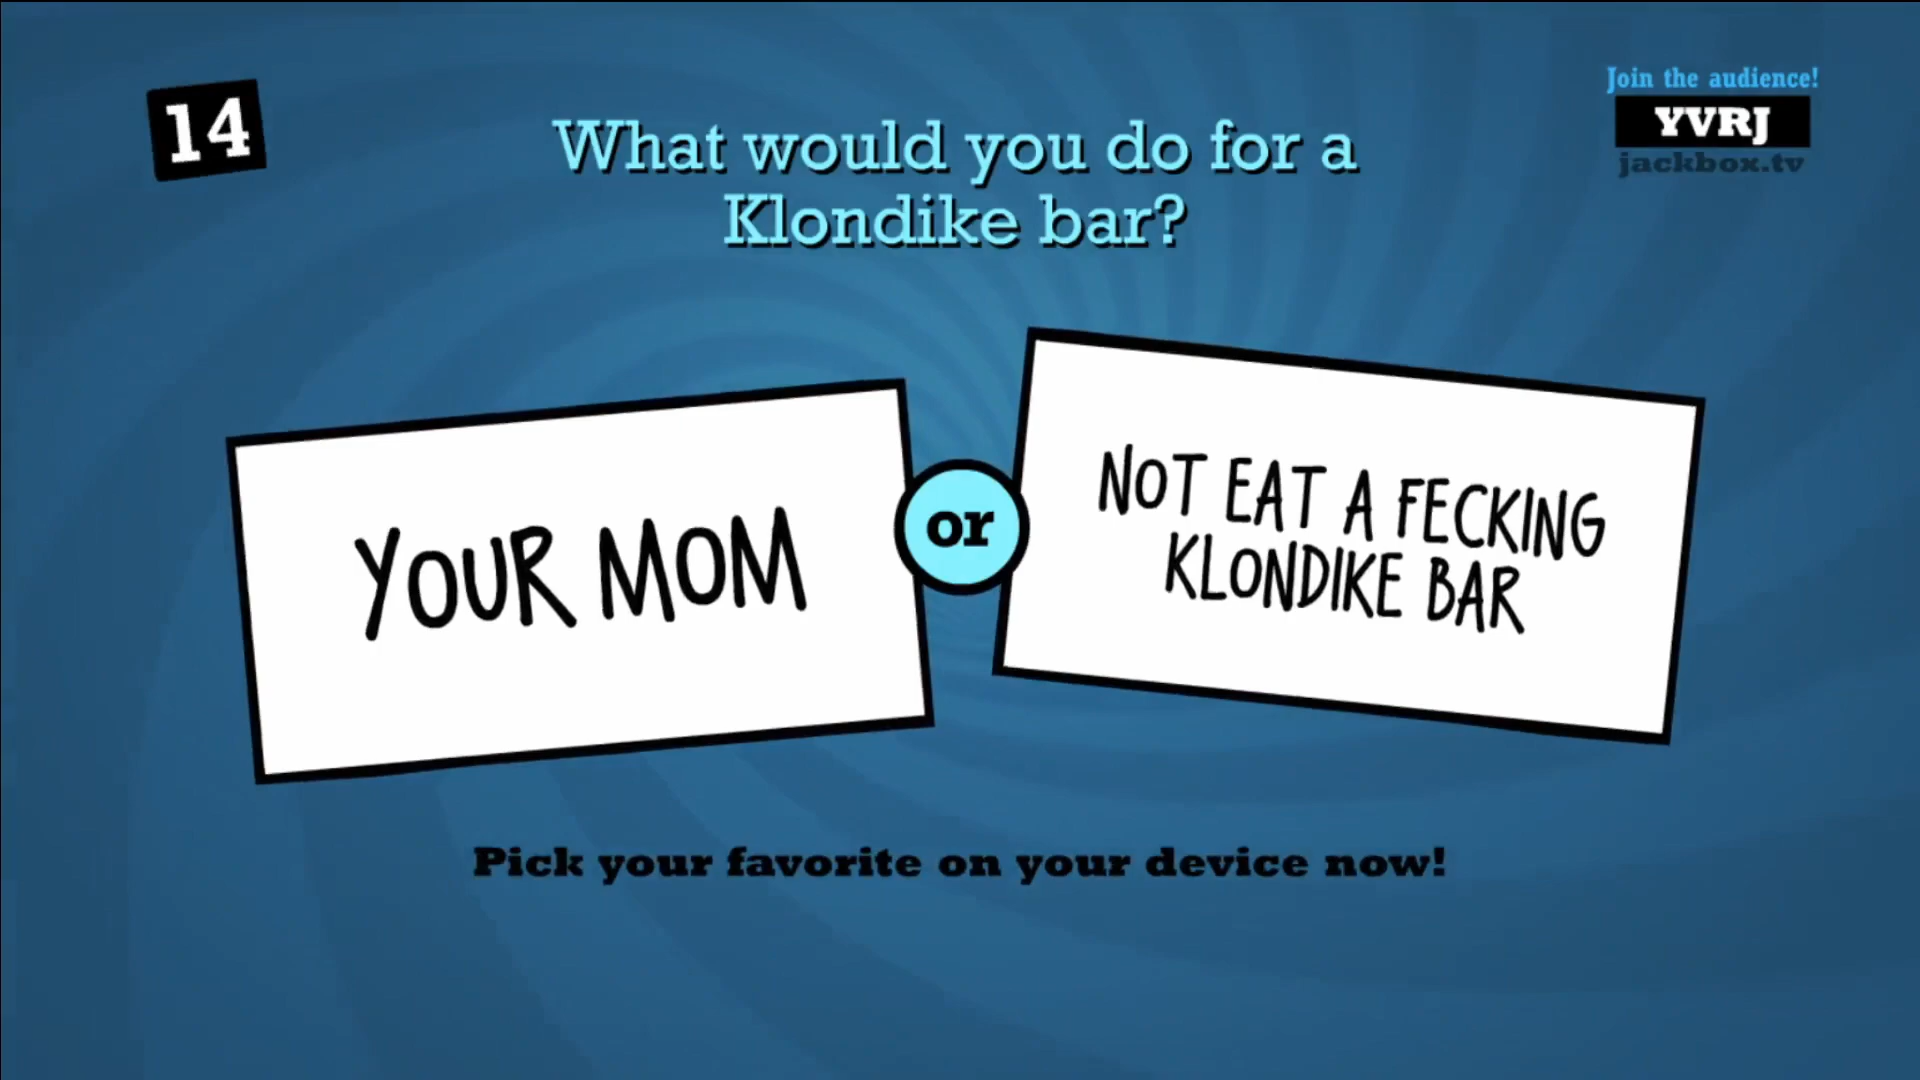 14
What would you do for a
Klondike bar?
Join the audience!
YVRJ
jackbox.tv
YOUR MOM
or
NOT EAT A FECKING
KLONDIKE BAR
Pick your favorite on your device now!